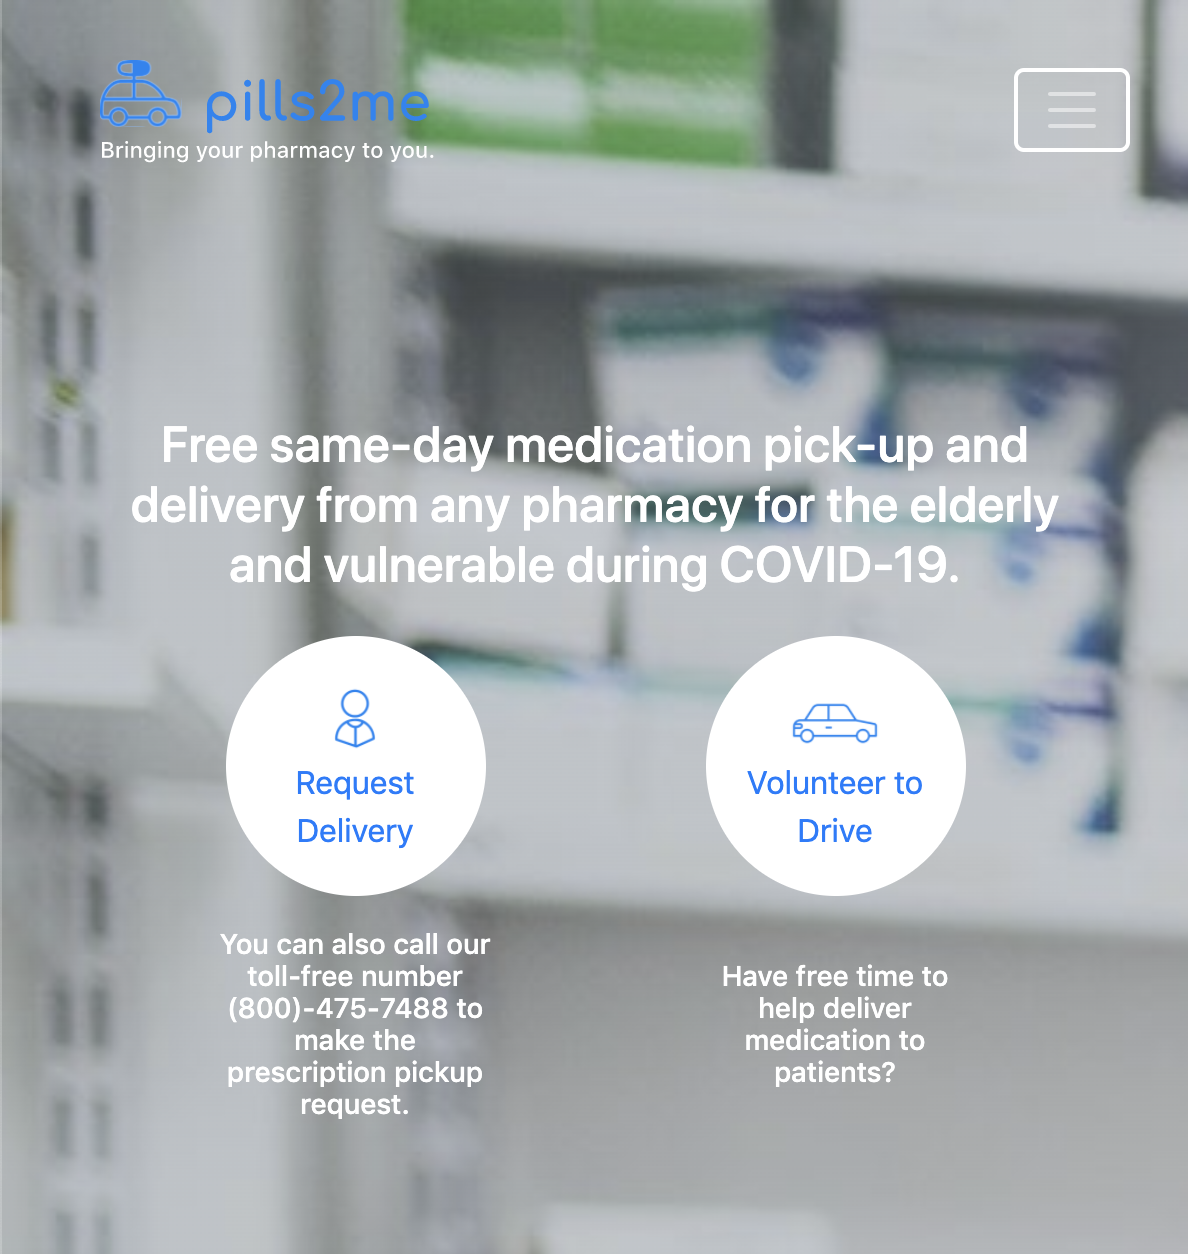 pills2me
Bringing your pharmacy to you.
Free same-day medication pick-up and
delivery from any pharmacy for the elderly
and vulnerable during COVID-19.
Request
Delivery
You can also call our
toll-free number
(800)-475-7488 to
make the
prescription pickup
request.
Volunteer to
Drive
Have free time to
help deliver
medication to
patients?